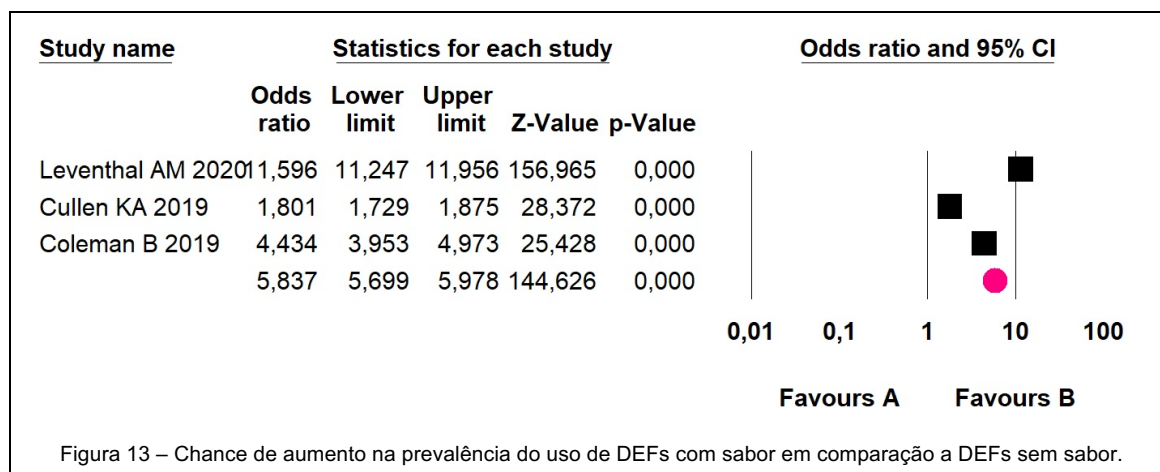 Study name Statistics for each study Odds ratio and 95% CI
Odds Lower Upper
ratio limit limit Z-Value p-Value
Leventhal AM 2020 11,596 11,247 11,956 156,965 0,000
Cullen KA 2019 1,801 1,729 1,875 28,372 0,000
Coleman B 2019 4,434 3,953 4,973 25,428 0,000
5,837 5,699 5,978 144,626 0,000
0,01 0,1 1 10 100
Favours A Favours B
Figura 13 – Chance de aumento na prevalência do uso de DEFs com sabor em comparação a DEFs sem sabor.